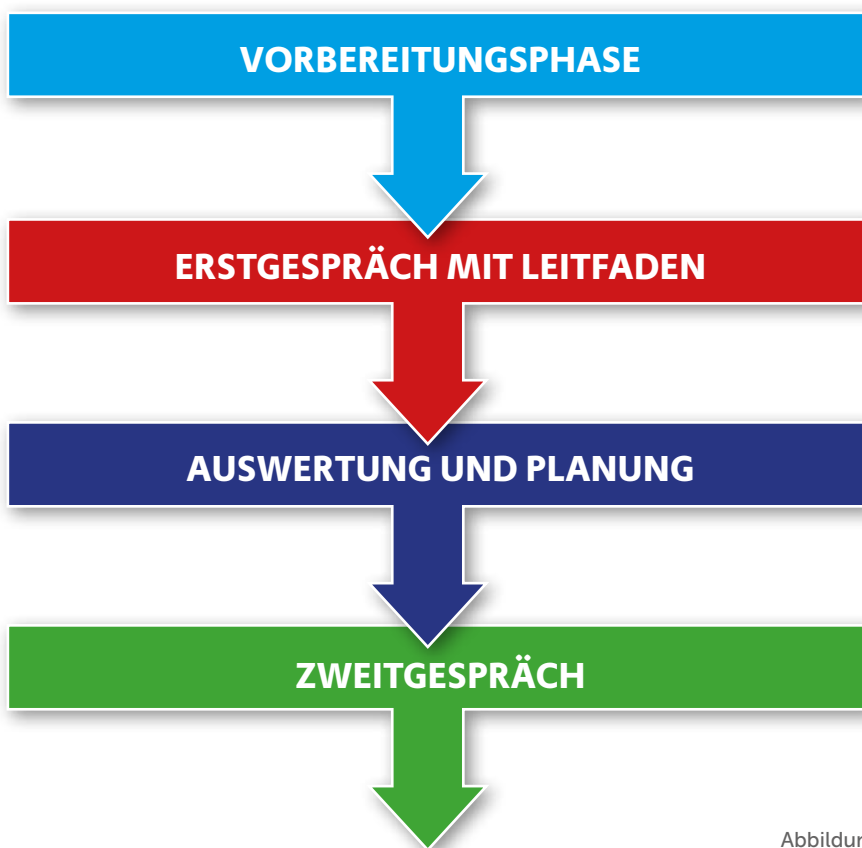 VORBEREITUNGSPHASE
ERSTGESPRÄCH MIT LEITFADEN
AUSWERTUNG UND PLANUNG
ZWEITGESPRÄCH